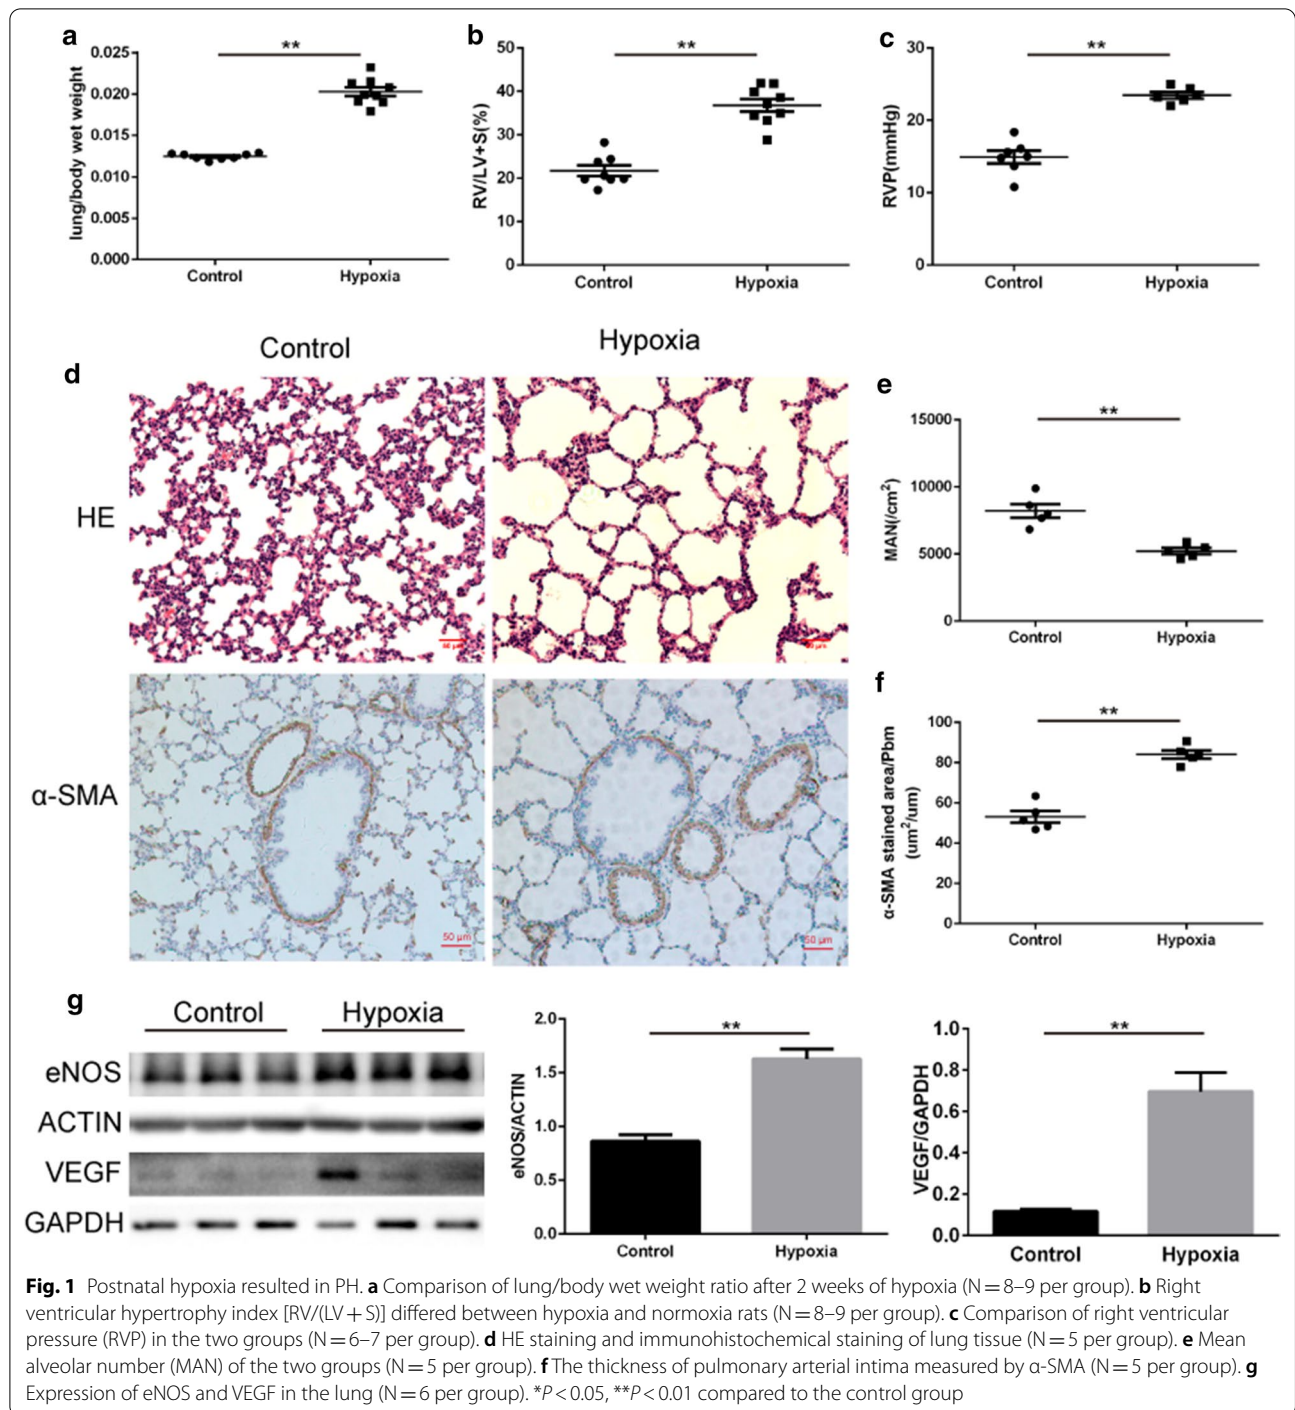 a
lung/body wet weight
0.025
0.020
0.015
0.010
0.005
0.000
**
Control
Hypoxia
b
RV/LV+S(%)
50
40
30
20
10
0
**
Control
Hypoxia
c
RVP(mmHg)
30
20
10
0
**
Control
Hypoxia
d
Control
Hypoxia
HE
50 μm
α-SMA
50 μm
50 μm
e
MAN(/cm²)
15000
10000
5000
0
**
Control
Hypoxia
f
α-SMA stained area/Pbm
(um²/um)
100
80
60
40
20
0
**
Control
Hypoxia
g
Control
Hypoxia
eNOS
ACTIN
VEGF
GAPDH
eNOS/ACTIN
2.0
1.5
1.0
0.5
0.0
**
Control
Hypoxia
VEGF/GAPDH
1.0
0.8
0.6
0.4
0.2
0.0
**
Control
Hypoxia
Fig. 1 Postnatal hypoxia resulted in PH. a Comparison of lung/body wet weight ratio after 2 weeks of hypoxia (N = 8–9 per group). b Right
ventricular hypertrophy index [RV/(LV + S)] differed between hypoxia and normoxia rats (N = 8–9 per group). c Comparison of right ventricular
pressure (RVP) in the two groups (N = 6–7 per group). d HE staining and immunohistochemical staining of lung tissue (N = 5 per group). e Mean
alveolar number (MAN) of the two groups (N = 5 per group). f The thickness of pulmonary arterial intima measured by α-SMA (N = 5 per group). g
Expression of eNOS and VEGF in the lung (N = 6 per group). *P < 0.05, **P < 0.01 compared to the control group